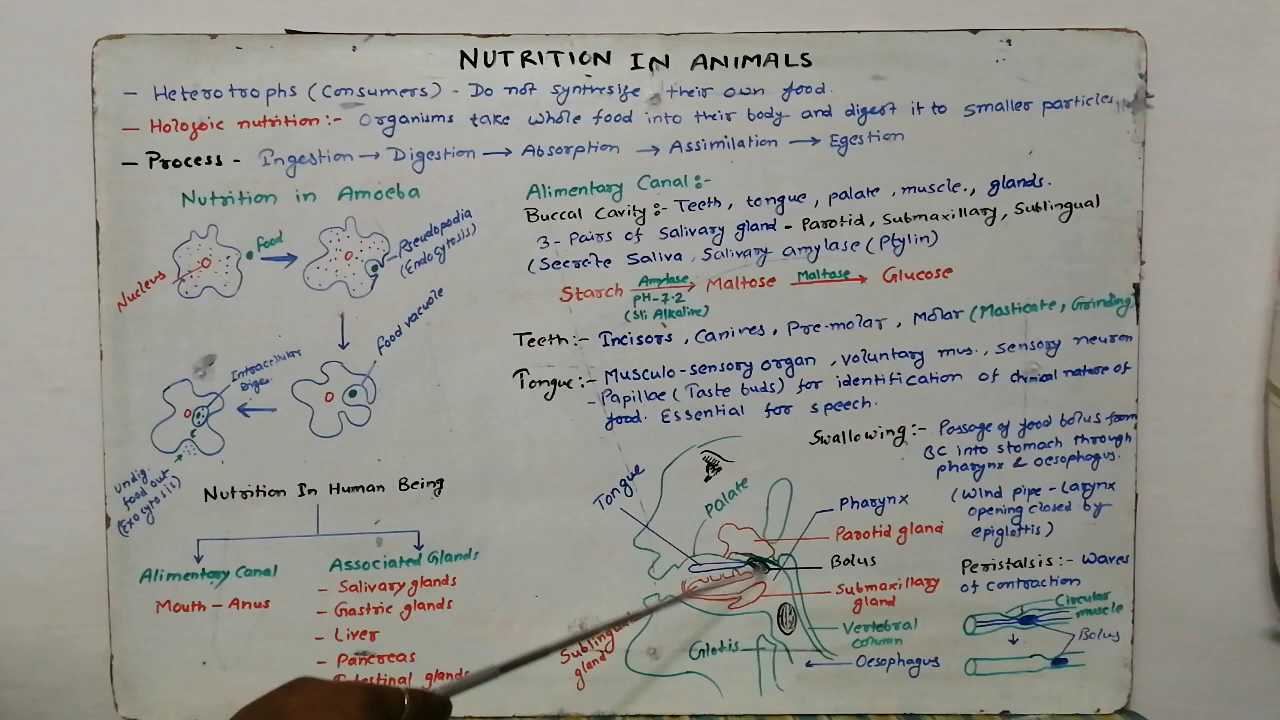 NUTRITION IN ANIMALS
- Heterotrophs (Consumers) - Do not synthesize their own food.
- Holozoic nutrition:- Organisms take whole food into their body and digest it to smaller particles
- Process - Ingestion → Digestion → Absorption → Assimilation → Egestion
Nutrition in Amoeba
Nucleus
food
Pseudopodia
(Endocytosis)
food vacuole
Intracellular
Diges.
undig.
food out
(Exocytosis)
Nutrition In Human Being
Alimentary Canal
Mouth - Anus
Associated Glands
- Salivary glands
- Gastric glands
- Liver
- Pancreas
glands
Alimentary Canal:-
Buccal Cavity:- Teeth, tongue, palate, muscle., glands.
3- Pairs of Salivary gland - Parotid, Submaxillary, Sublingual
(Secrete Saliva, Salivary amylase (Ptylin)
Starch Amylase → Maltose Maltase → Glucose
PH-7.2
(Sli Alkaline)
Teeth:- Incisors, Canines, Pre-molar, Molar (Masticate, Grinding)
Tongue:- Musculo-sensory organ, voluntary mus., sensory neuron
- Papillae (Taste buds) for identification of chemical nature of
food. Essential for speech.
Swallowing:- Passage of food bolus from
BC into stomach through
pharynx & oesophagus.
(Wind pipe - Larynx
opening closed by
epiglottis)
Peristalsis:- Waves
of contraction
Circular
muscle
Bolus
Tongue
Palate
Pharynx
Parotid gland
Bolus
Submaxillary
gland
Vertebral
column
Oesophagus
Glotis
Sublingual
gland